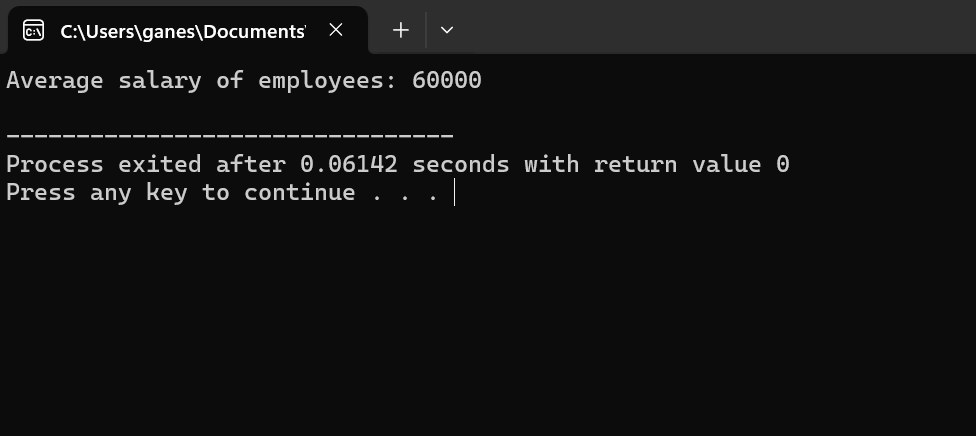 C:\Users\ganes\Documents'
Average salary of employees: 60000
--------------------------------
Process exited after 0.06142 seconds with return value 0
Press any key to continue . . .